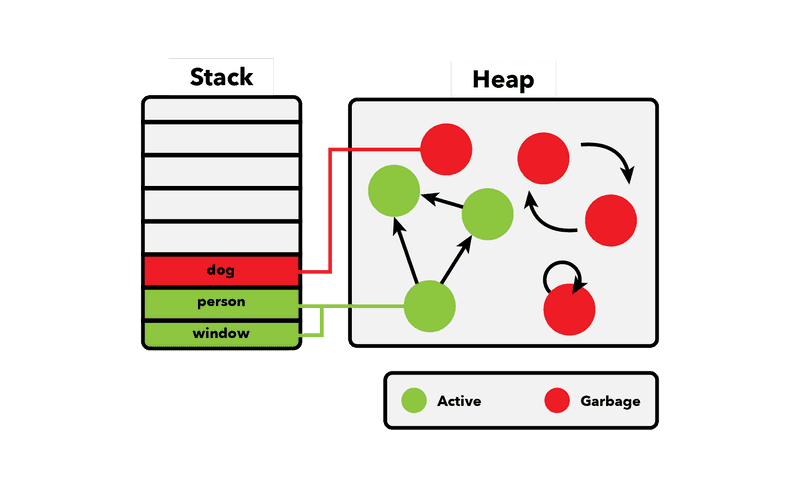 Stack
Heap
dog
person
window
Active
Garbage